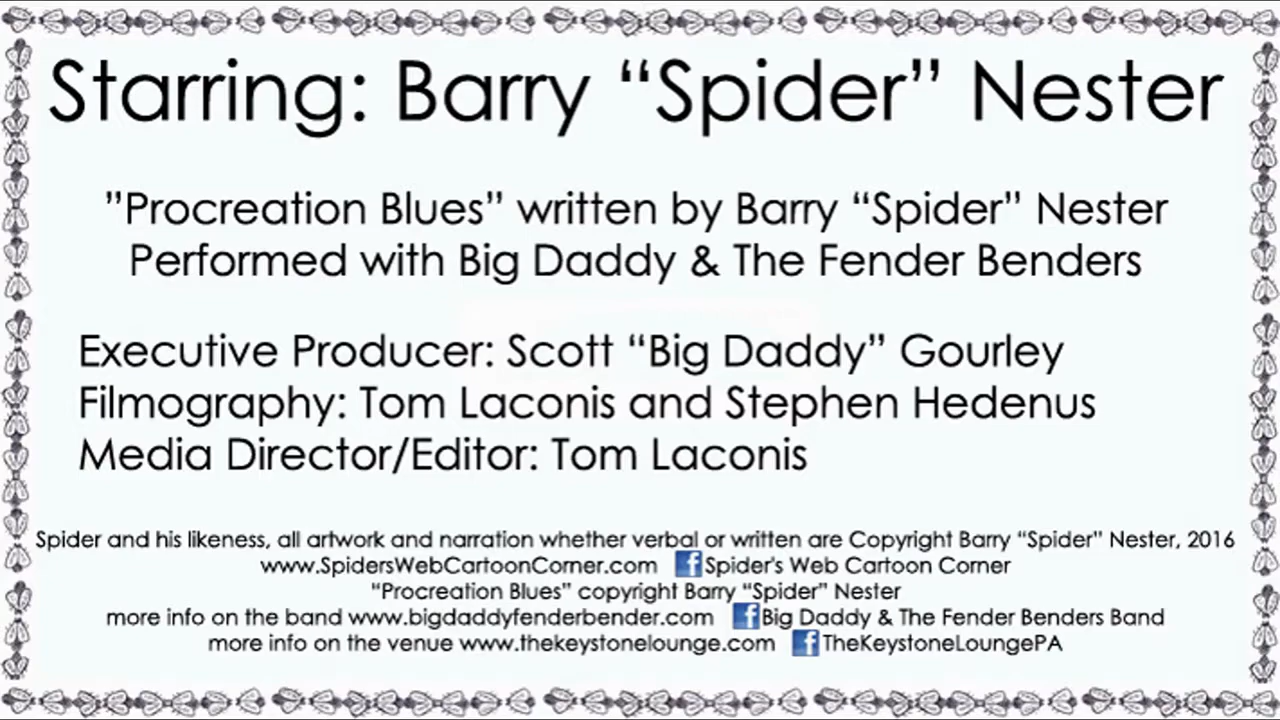 Starring: Barry “Spider” Nester
”Procreation Blues” written by Barry “Spider” Nester
Performed with Big Daddy & The Fender Benders
Executive Producer: Scott “Big Daddy” Gourley
Filmography: Tom Laconis and Stephen Hedenus
Media Director/Editor: Tom Laconis
Spider and his likeness, all artwork and narration whether verbal or written are Copyright Barry “Spider” Nester, 2016
www.SpidersWebCartoonCorner.com f Spider's Web Cartoon Corner
“Procreation Blues” copyright Barry “Spider” Nester
more info on the band www.bigdaddyfenderbender.com f Big Daddy & The Fender Benders Band
more info on the venue www.thekeystonelounge.com f TheKeystoneLoungePA